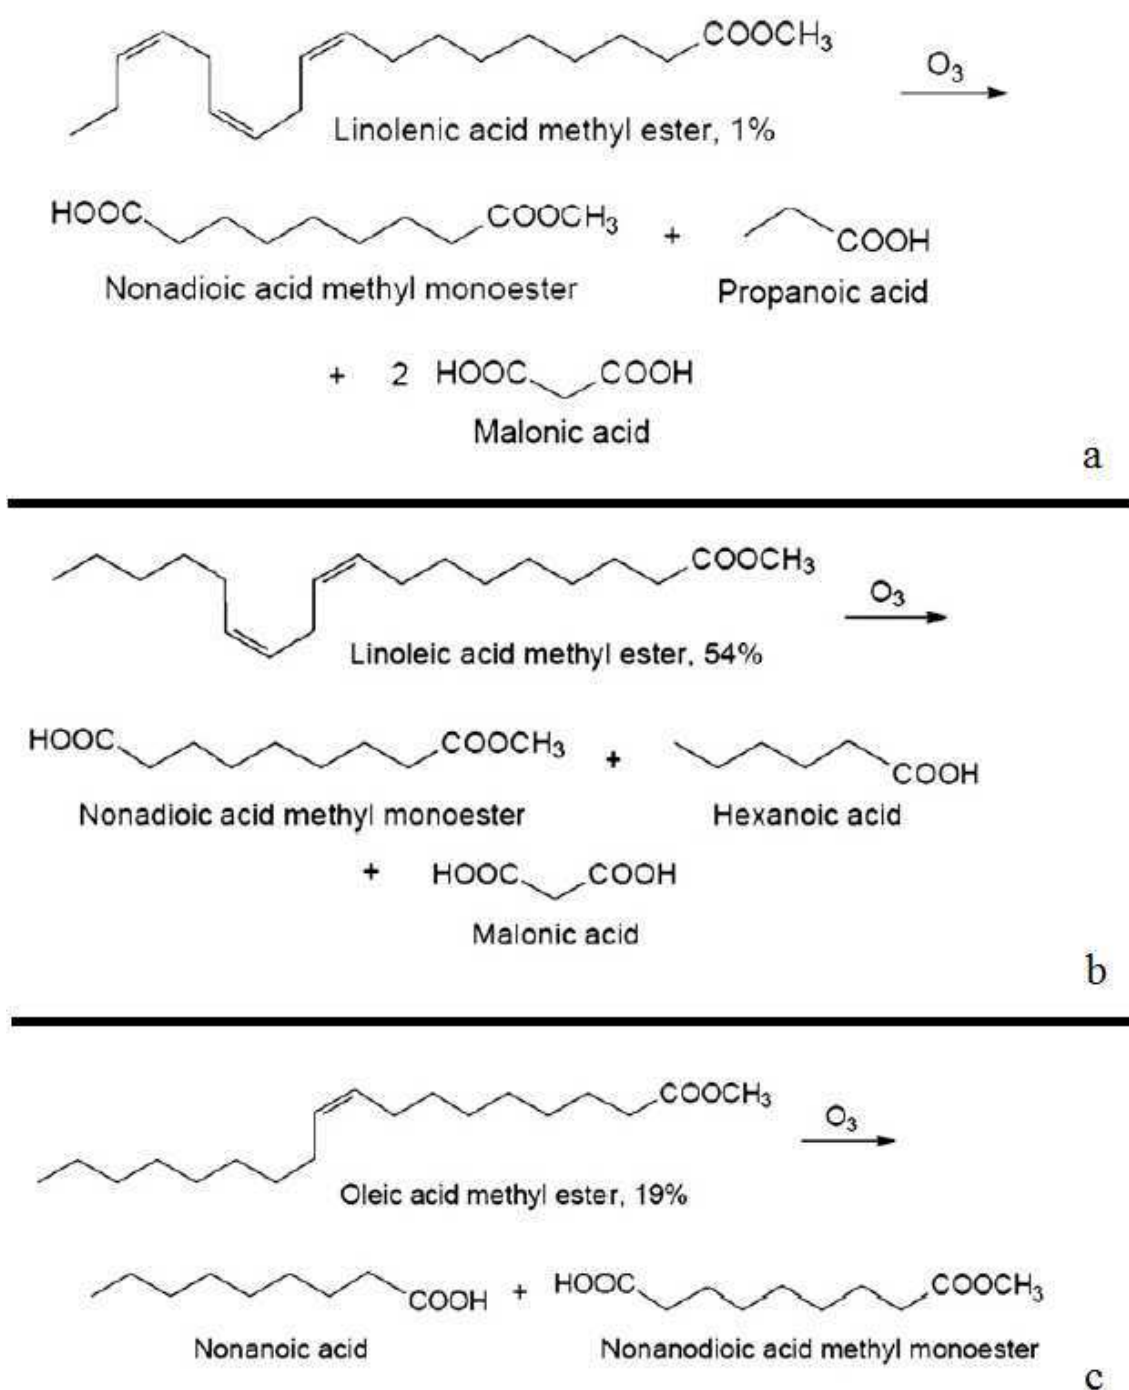 COOCH3
O3
Linolenic acid methyl ester, 1%
HOOC COOCH3 + COOH
Nonadioic acid methyl monoester Propanoic acid
+ 2 HOOC COOH
Malonic acid
a
COOCH3
O3
Linoleic acid methyl ester, 54%
HOOC COOCH3 + COOH
Nonadioic acid methyl monoester Hexanoic acid
+ HOOC COOH
Malonic acid
b
COOCH3
O3
Oleic acid methyl ester, 19%
COOH + HOOC COOCH3
Nonanoic acid Nonanodioic acid methyl monoester
c